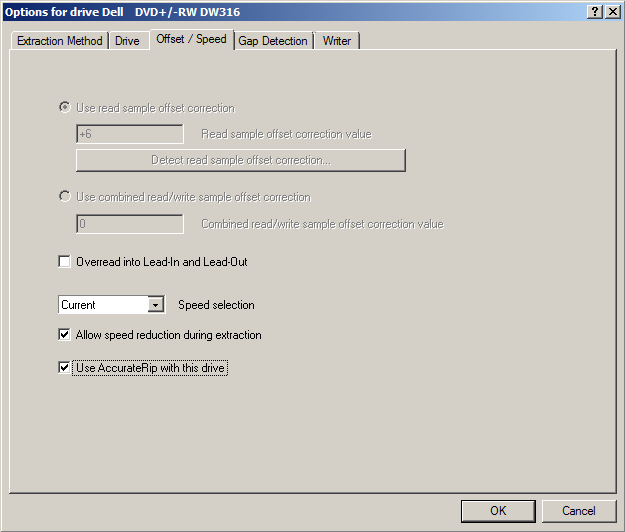 Options for drive Dell    DVD+/-RW DW316
Extraction Method Drive Offset / Speed Gap Detection Writer
Use read sample offset correction
+6 Read sample offset correction value
Detect read sample offset correction...
Use combined read/write sample offset correction
0 Combined read/write sample offset correction value
Overread into Lead-In and Lead-Out
Current Speed selection
Allow speed reduction during extraction
Use AccurateRip with this drive
OK Cancel